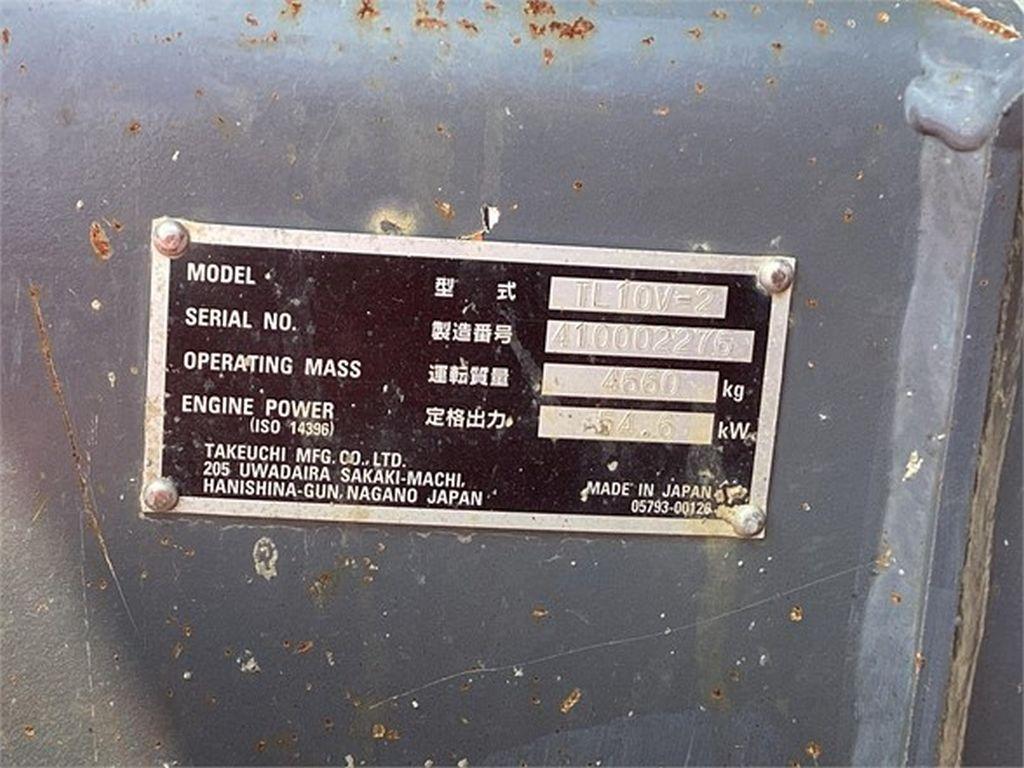 MODEL 型 式 TL10V-2
SERIAL NO. 製造番号 410002275
OPERATING MASS 運転質量 4660 kg
ENGINE POWER 定格出力 54.6 kW
(ISO 14396)
TAKEUCHI MFG. CO., LTD.
205 UWADAIRA SAKAKI-MACHI,
HANISHINA-GUN, NAGANO JAPAN
MADE IN JAPAN
05793-00126